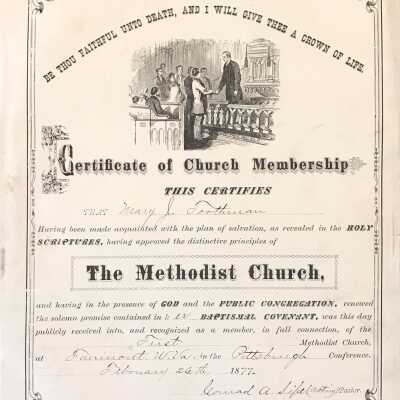 BE THOU FAITHFUL UNTO DEATH, AND I WILL GIVE THEE A CROWN OF LIFE.
Certificate of Church Membership
THIS CERTIFIES
Mary J. Toothman
Having been made acquainted with the plan of salvation, as revealed in the HOLY
SCRIPTURES, having approved the distinctive principles of
The Methodist Church,
and having in the presence of GOD and the PUBLIC CONGREGATION, renewed
the solemn promise contained in h er BAPTISMAL COVENANT, was this day
publicly received into, and recognized as a member, in full connection, of the
First Methodist Church,
at Fairmont W.Va. in the Pittsburgh Conference.
February 26th 1877.
Conrad A.